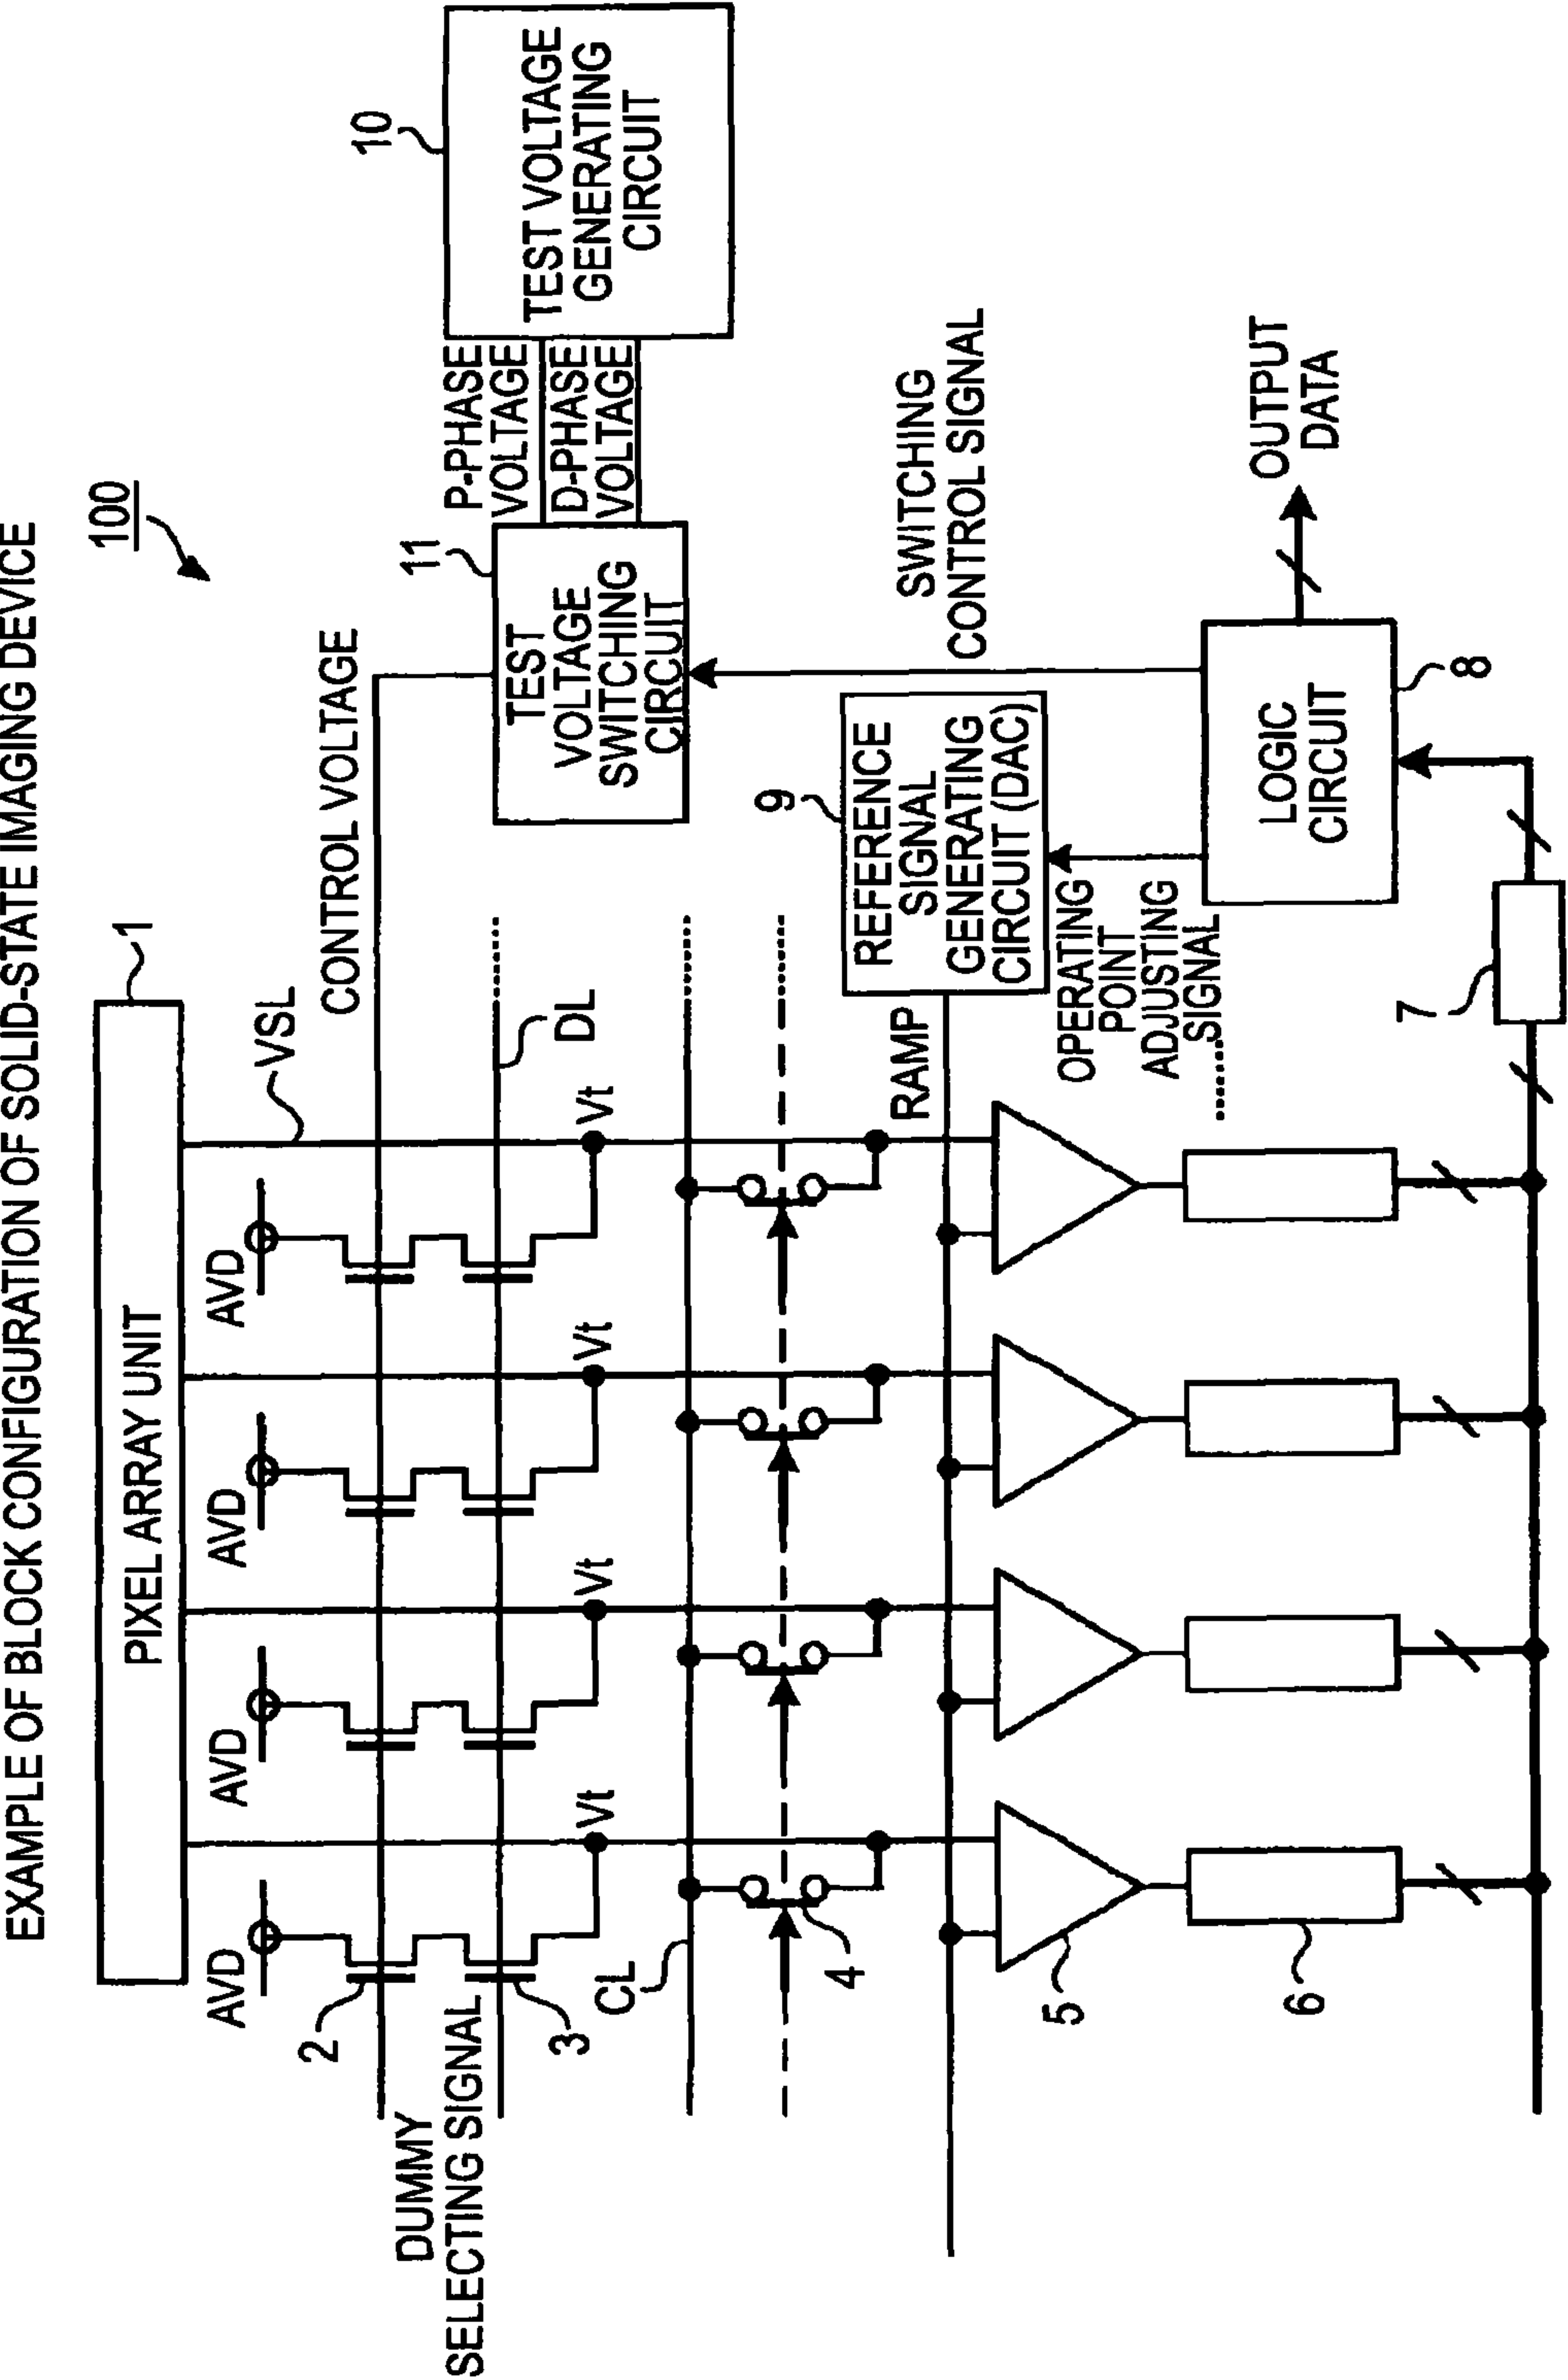 EXAMPLE OF BLOCK CONFIGURATION OF SOLID-STATE IMAGING DEVICE
100
1
PIXEL ARRAY UNIT
VSL
AVD
AVD
AVD
AVD
CONTROL VOLTAGE
2
DUMMY
SELECTING SIGNAL
3
DL
Vt
Vt
Vt
Vt
10
TEST VOLTAGE
GENERATING
CIRCUIT
P-PHASE
VOLTAGE
D-PHASE
VOLTAGE
11
TEST
VOLTAGE
SWITCHING
CIRCUIT
CL
4
SWITCHING
CONTROL SIGNAL
9
REFERENCE
SIGNAL
GENERATING
CIRCUIT (DAC)
RAMP
OPERATING
POINT
ADJUSTING
SIGNAL
5
6
LOGIC
CIRCUIT
8
OUTPUT
DATA
7